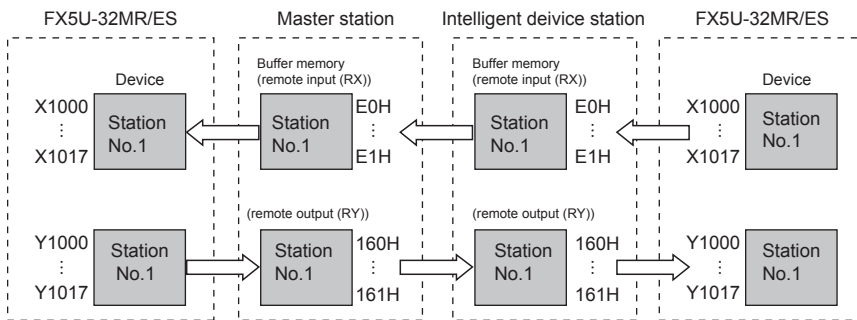 FX5U-32MR/ES
Master station
Intelligent deivice station
FX5U-32MR/ES
Device
Buffer memory
(remote input (RX))
Buffer memory
(remote input (RX))
Device
X1000
⋮
X1017
Station
No.1
Station
No.1
E0H
⋮
E1H
Station
No.1
E0H
⋮
E1H
X1000
⋮
X1017
Station
No.1
(remote output (RY))
(remote output (RY))
Y1000
⋮
Y1017
Station
No.1
Station
No.1
160H
⋮
161H
Station
No.1
160H
⋮
161H
Y1000
⋮
Y1017
Station
No.1